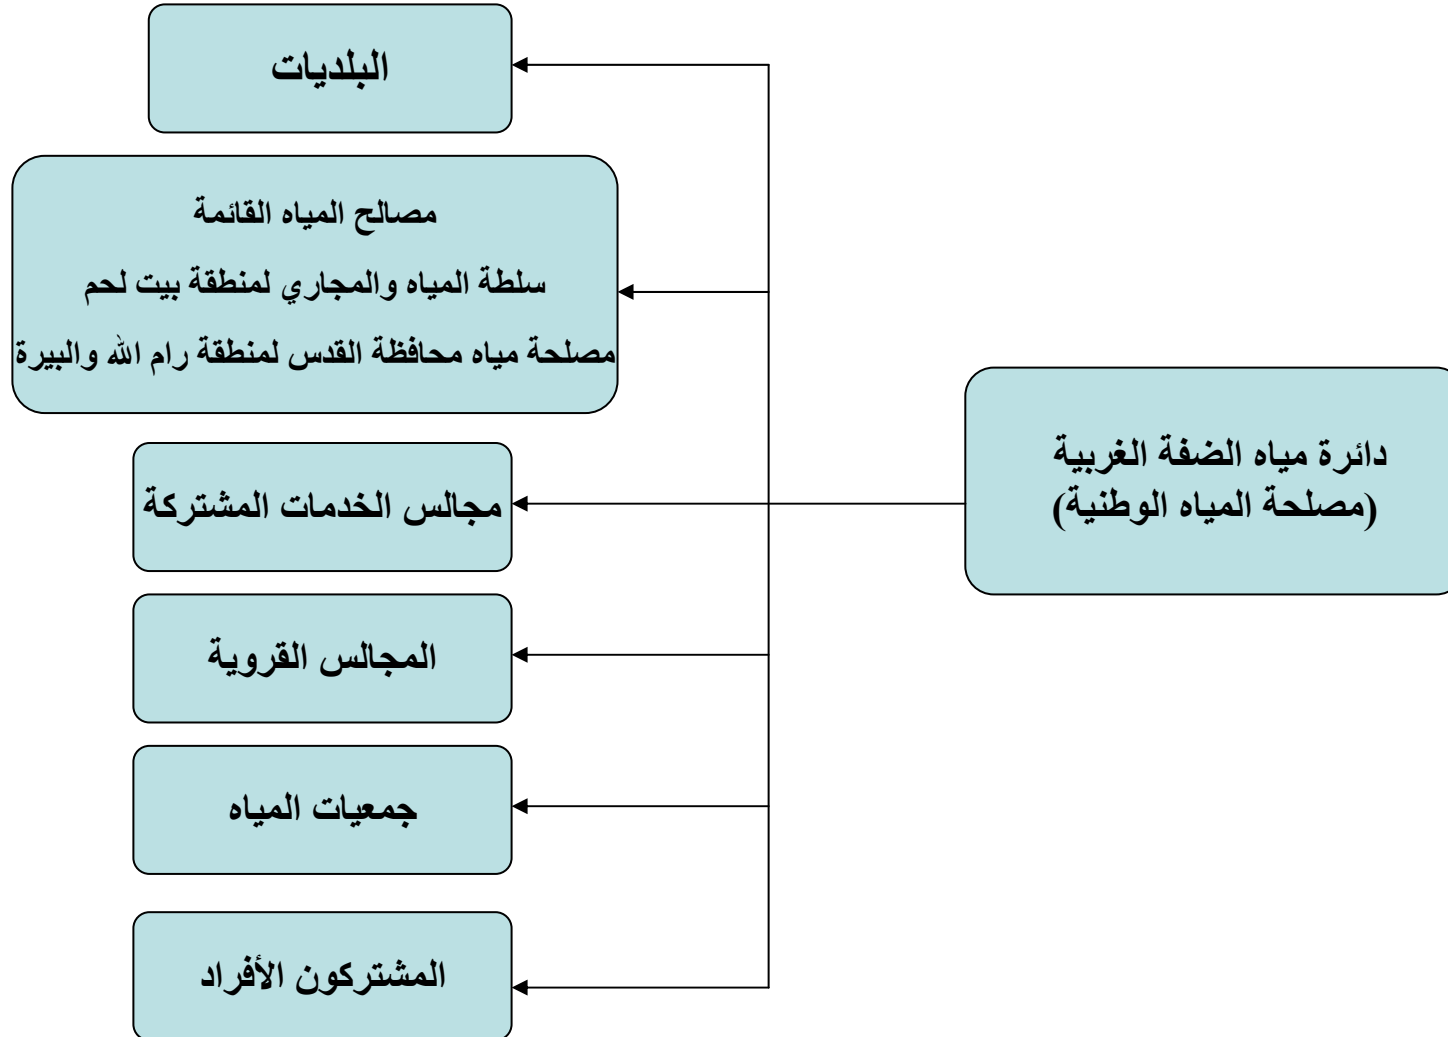 البلديات
مصالح المياه القائمة
سلطة المياه والمجاري لمنطقة بيت لحم
مصلحة مياه محافظة القدس لمنطقة رام الله والبيرة
دائرة مياه الضفة الغربية
(مصلحة المياه الوطنية)
مجالس الخدمات المشتركة
المجالس القروية
جمعيات المياه
المشتركون الأفراد